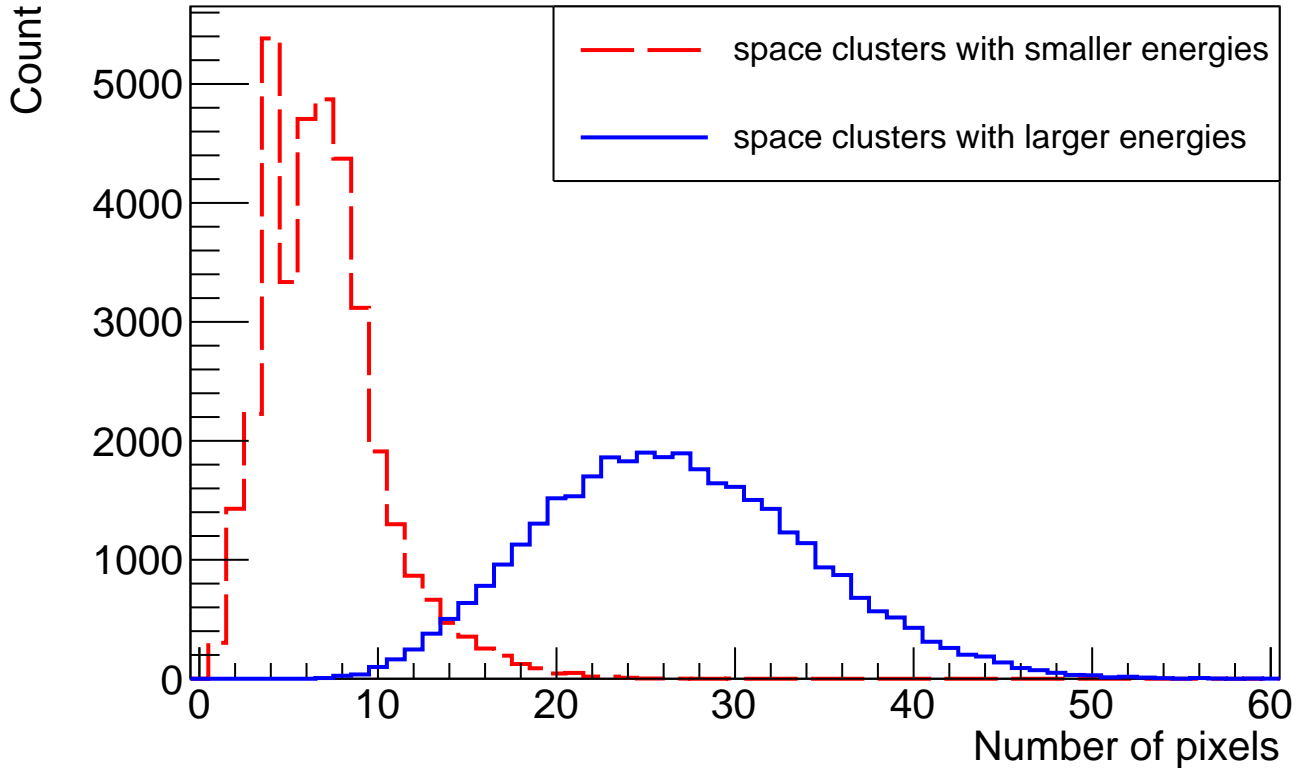 Count
space clusters with smaller energies
space clusters with larger energies
5000
4000
3000
2000
1000
0
0 10 20 30 40 50 60
Number of pixels